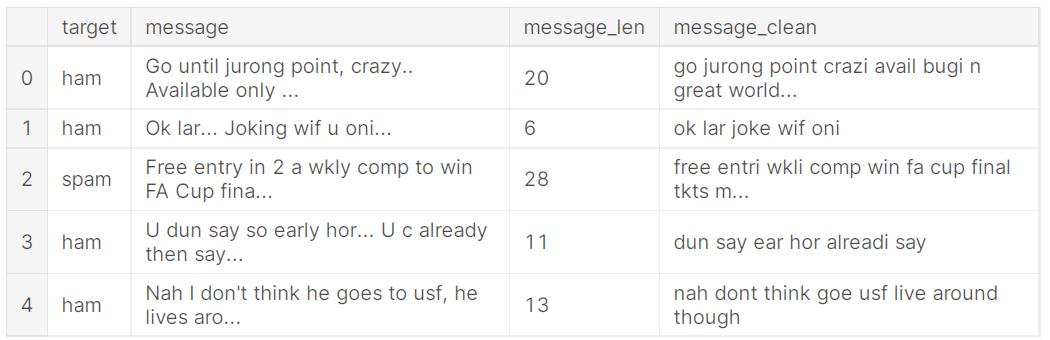 target message message_len message_clean
0 ham Go until jurong point, crazy.. 20 go jurong point crazi avail bugi n
Available only ... great world...
1 ham Ok lar... Joking wif u oni... 6 ok lar joke wif oni
2 spam Free entry in 2 a wkly comp to win 28 free entri wkli comp win fa cup final
FA Cup fina... tkts m...
3 ham U dun say so early hor... U c already 11 dun say ear hor alreadi say
then say...
4 ham Nah I don't think he goes to usf, he 13 nah dont think goe usf live around
lives aro... though